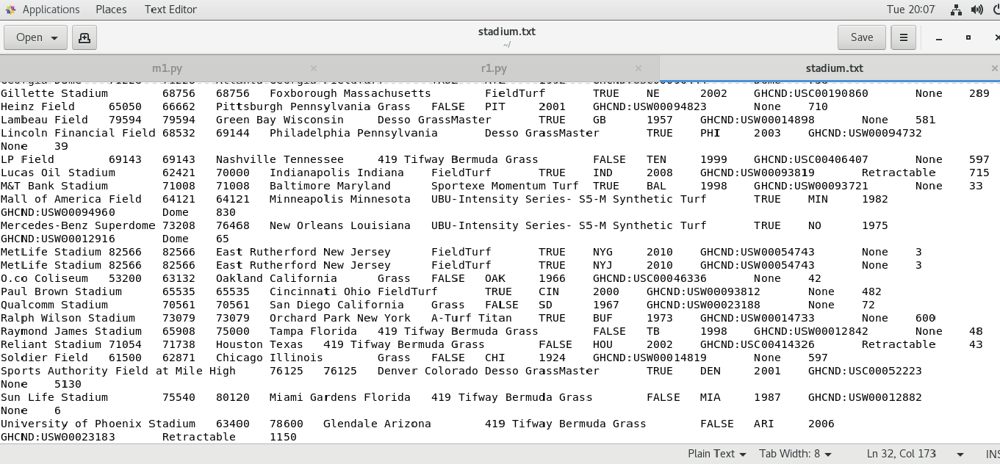 Applications Places Text Editor Tue 20:07
Open stadium.txt Save
~/
m1.py r1.py stadium.txt
Gillette Stadium 68756 68756 Foxborough Massachusetts FieldTurf TRUE NE 2002 GHCND:USC00190860 None 289
Heinz Field 65050 66662 Pittsburgh Pennsylvania Grass FALSE PIT 2001 GHCND:USW00094823 None 710
Lambeau Field 79594 79594 Green Bay Wisconsin Desso GrassMaster TRUE GB 1957 GHCND:USW00014898 None 581
Lincoln Financial Field 68532 69144 Philadelphia Pennsylvania Desso GrassMaster TRUE PHI 2003 GHCND:USW00094732
None 39
LP Field 69143 69143 Nashville Tennessee 419 Tifway Bermuda Grass FALSE TEN 1999 GHCND:USC00406407 None 597
Lucas Oil Stadium 62421 70000 Indianapolis Indiana FieldTurf TRUE IND 2008 GHCND:USW00093819 Retractable 715
M&T Bank Stadium 71008 71008 Baltimore Maryland Sportexe Momentum Turf TRUE BAL 1998 GHCND:USW00093721 None 33
Mall of America Field 64121 64121 Minneapolis Minnesota UBU-Intensity Series- S5-M Synthetic Turf TRUE MIN 1982
GHCND:USW00094960 Dome 830
Mercedes-Benz Superdome 73208 76468 New Orleans Louisiana UBU-Intensity Series- S5-M Synthetic Turf TRUE NO 1975
GHCND:USW00012916 Dome 65
MetLife Stadium 82566 82566 East Rutherford New Jersey FieldTurf TRUE NYG 2010 GHCND:USW00054743 None 3
MetLife Stadium 82566 82566 East Rutherford New Jersey FieldTurf TRUE NYJ 2010 GHCND:USW00054743 None 3
O.co Coliseum 53200 63132 Oakland California Grass FALSE OAK 1966 GHCND:USC00046336 None 42
Paul Brown Stadium 65535 65535 Cincinnati Ohio FieldTurf TRUE CIN 2000 GHCND:USW00093812 None 482
Qualcomm Stadium 70561 70561 San Diego California Grass FALSE SD 1967 GHCND:USW00023188 None 72
Ralph Wilson Stadium 73079 73079 Orchard Park New York A-Turf Titan TRUE BUF 1973 GHCND:USW00014733 None 600
Raymond James Stadium 65908 75000 Tampa Florida 419 Tifway Bermuda Grass FALSE TB 1998 GHCND:USW00012842 None 48
Reliant Stadium 71054 71738 Houston Texas 419 Tifway Bermuda Grass FALSE HOU 2002 GHCND:USC00414326 Retractable 43
Soldier Field 61500 62871 Chicago Illinois Grass FALSE CHI 1924 GHCND:USW00014819 None 597
Sports Authority Field at Mile High 76125 76125 Denver Colorado Desso GrassMaster TRUE DEN 2001 GHCND:USC00052223
None 5130
Sun Life Stadium 75540 80120 Miami Gardens Florida 419 Tifway Bermuda Grass FALSE MIA 1987 GHCND:USW00012882
None 6
University of Phoenix Stadium 63400 78600 Glendale Arizona 419 Tifway Bermuda Grass FALSE ARI 2006
GHCND:USW00023183 Retractable 1150
Plain Text Tab Width: 8 Ln 32, Col 173 INS